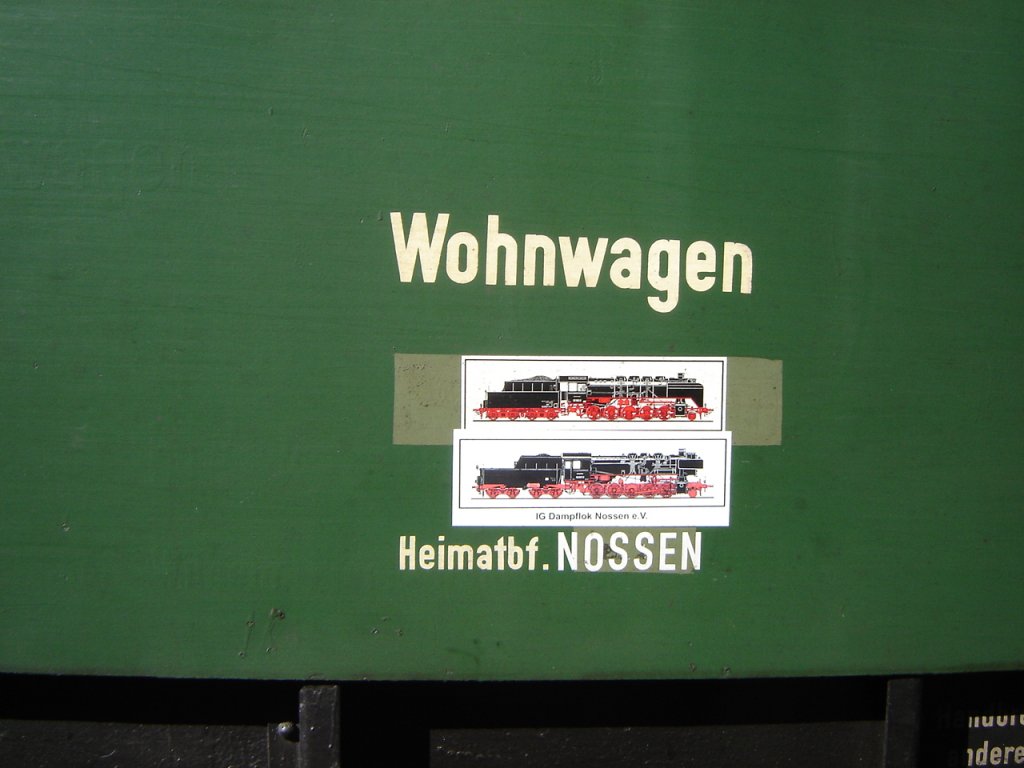 Wohnwagen
IG Dampflok Nossen e.V.
Heimatbf. NOSSEN